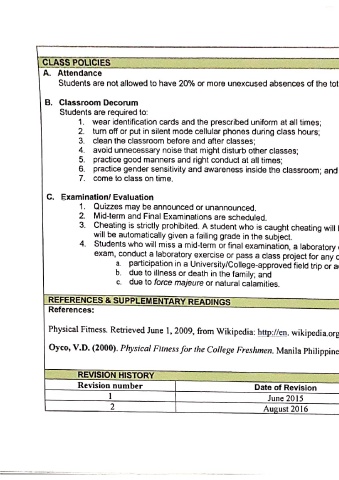 CLASS POLICIES
A. Attendance
Students are not allowed to have 20% or more unexcused absences of the tot
B. Classroom Decorum
Students are required to:
1. wear identification cards and the prescribed uniform at all times;
2. turn off or put in silent mode cellular phones during class hours;
3. clean the classroom before and after classes;
4. avoid unnecessary noise that might disturb other classes;
5. practice good manners and right conduct at all times;
6. practice gender sensitivity and awareness inside the classroom; and
7. come to class on time.
C. Examination/ Evaluation
1. Quizzes may be announced or unannounced.
2. Mid-term and Final Examinations are scheduled.
3. Cheating is strictly prohibited. A student who is caught cheating will
will be automatically given a failing grade in the subject.
4. Students who will miss a mid-term or final examination, a laboratory
exam, conduct a laboratory exercise or pass a class project for any
a. participation in a University/College-approved field trip or
b. due to illness or death in the family; and
c. due to force majeure or natural calamities.
REFERENCES & SUPPLEMENTARY READINGS
References:
Physical Fitness. Retrieved June 1, 2009, from Wikipedia: http://en. wikipedia.org
Oyco, V.D. (2000). Physical Fitness for the College Freshmen. Manila Philippine
REVISION HISTORY
Revision number Date of Revision
1 June 2015
2 August 2016